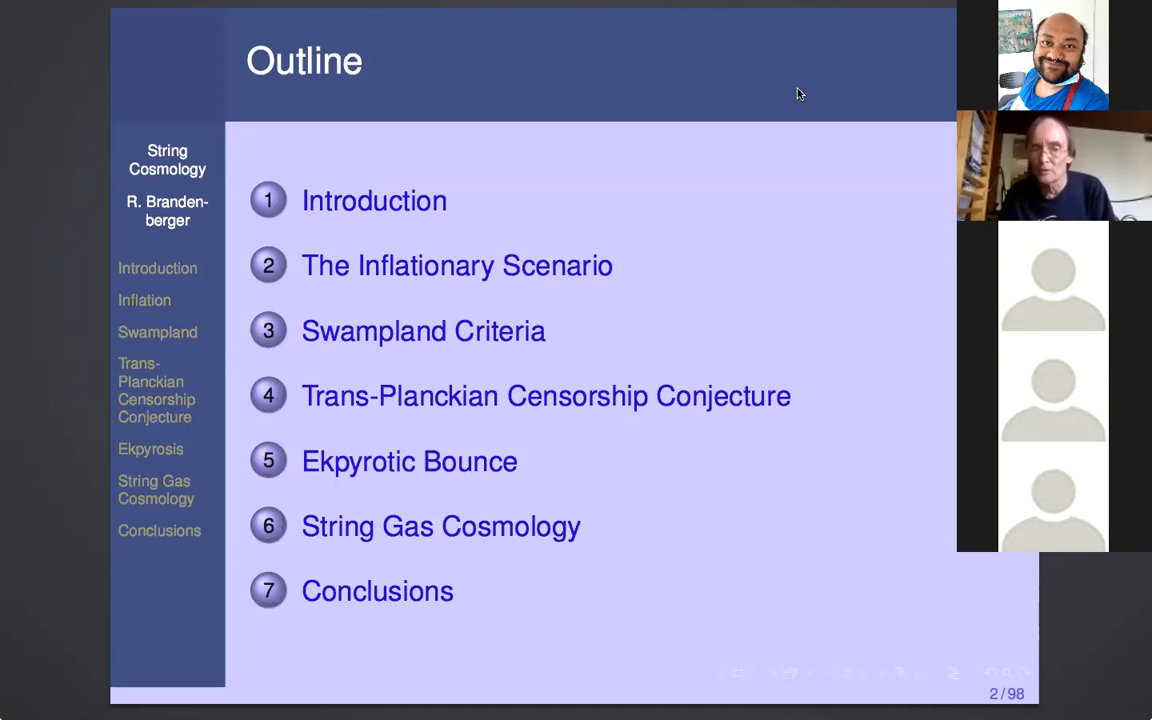 Outline
String
Cosmology
R. Branden-
berger
Introduction
Inflation
Swampland
Trans-
Planckian
Censorship
Conjecture
Ekpyrosis
String Gas
Cosmology
Conclusions
1 Introduction
2 The Inflationary Scenario
3 Swampland Criteria
4 Trans-Planckian Censorship Conjecture
5 Ekpyrotic Bounce
6 String Gas Cosmology
7 Conclusions
2 / 98